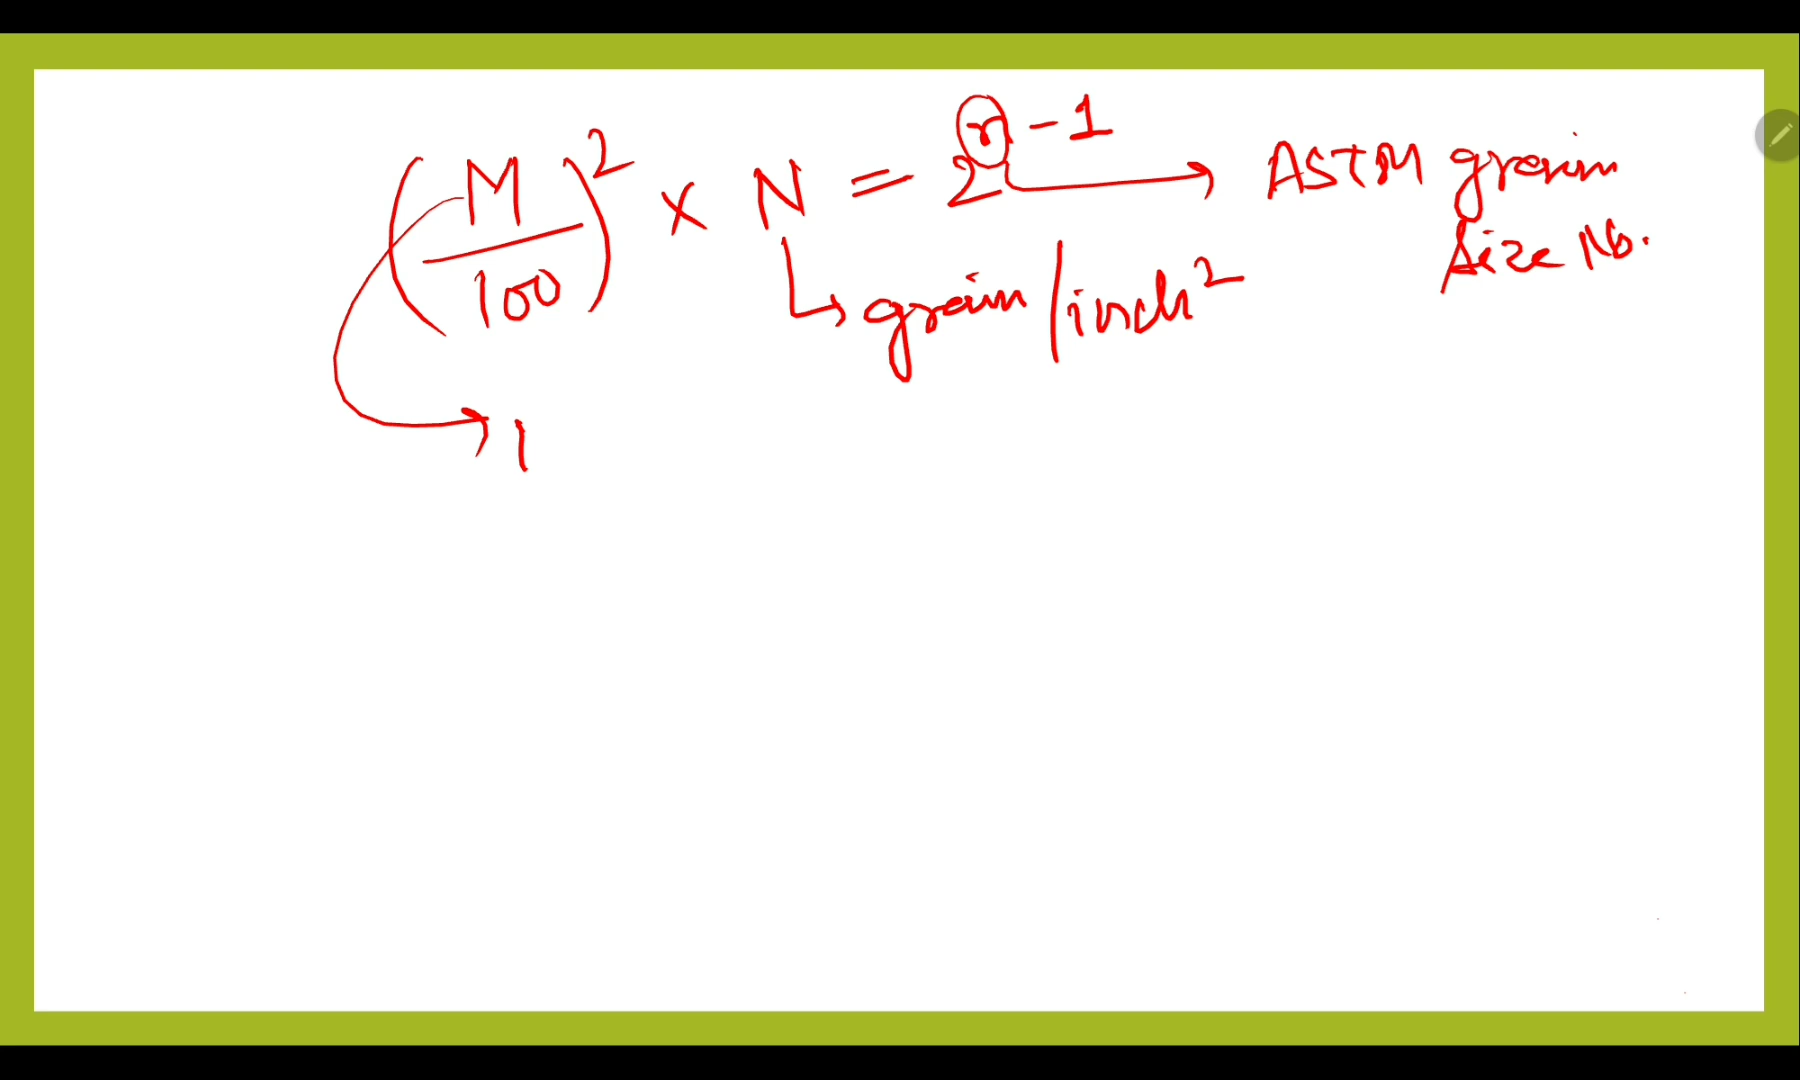 (M/100)² × N = 2^(n-1) → ASTM grain
size No.
↳ grain/inch²
→ 1